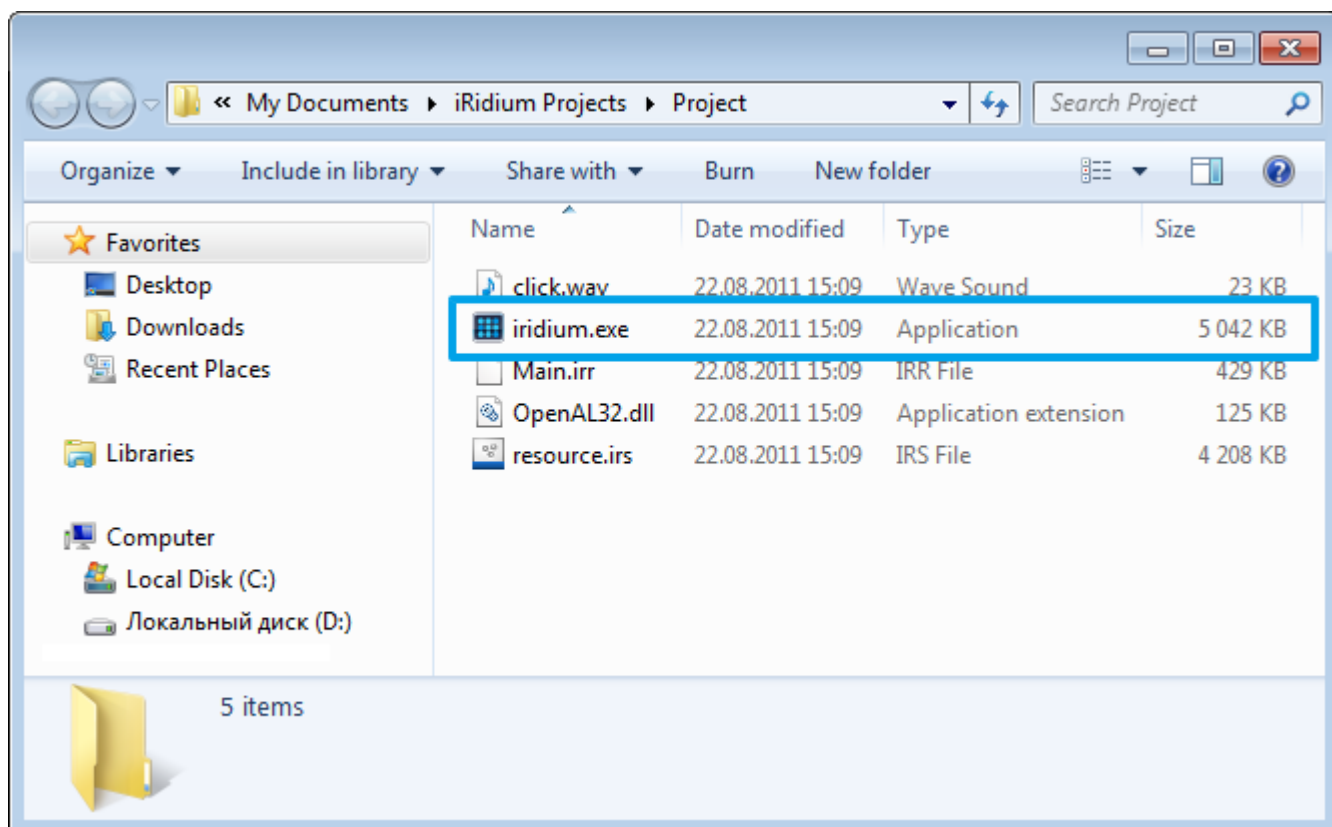 « My Documents ▸ iRidium Projects ▸ Project Search Project
Organize ▾ Include in library ▾ Share with ▾ Burn New folder
Favorites
Desktop
Downloads
Recent Places
Libraries
Computer
Local Disk (C:)
Локальный диск (D:)
Name Date modified Type Size
click.wav 22.08.2011 15:09 Wave Sound 23 KB
iridium.exe 22.08.2011 15:09 Application 5 042 KB
Main.irr 22.08.2011 15:09 IRR File 429 KB
OpenAL32.dll 22.08.2011 15:09 Application extension 125 KB
resource.irs 22.08.2011 15:09 IRS File 4 208 KB
5 items